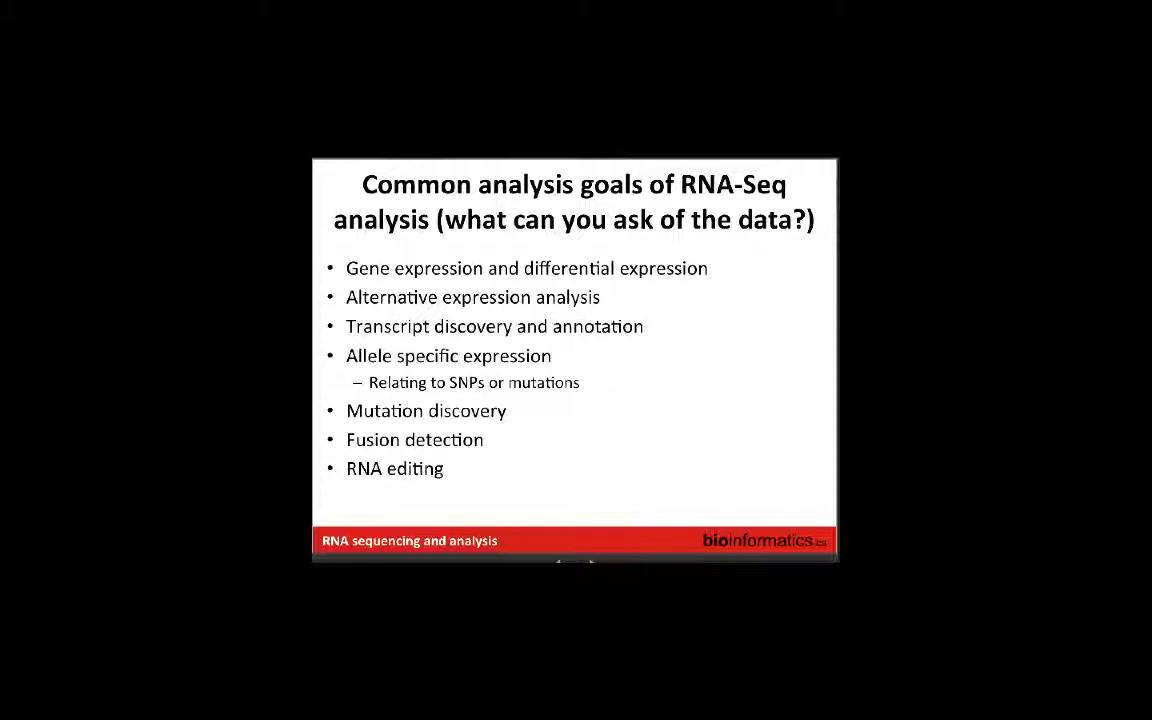 Common analysis goals of RNA-Seq
analysis (what can you ask of the data?)
• Gene expression and differential expression
• Alternative expression analysis
• Transcript discovery and annotation
• Allele specific expression
– Relating to SNPs or mutations
• Mutation discovery
• Fusion detection
• RNA editing
RNA sequencing and analysis
bioinformatics.ca